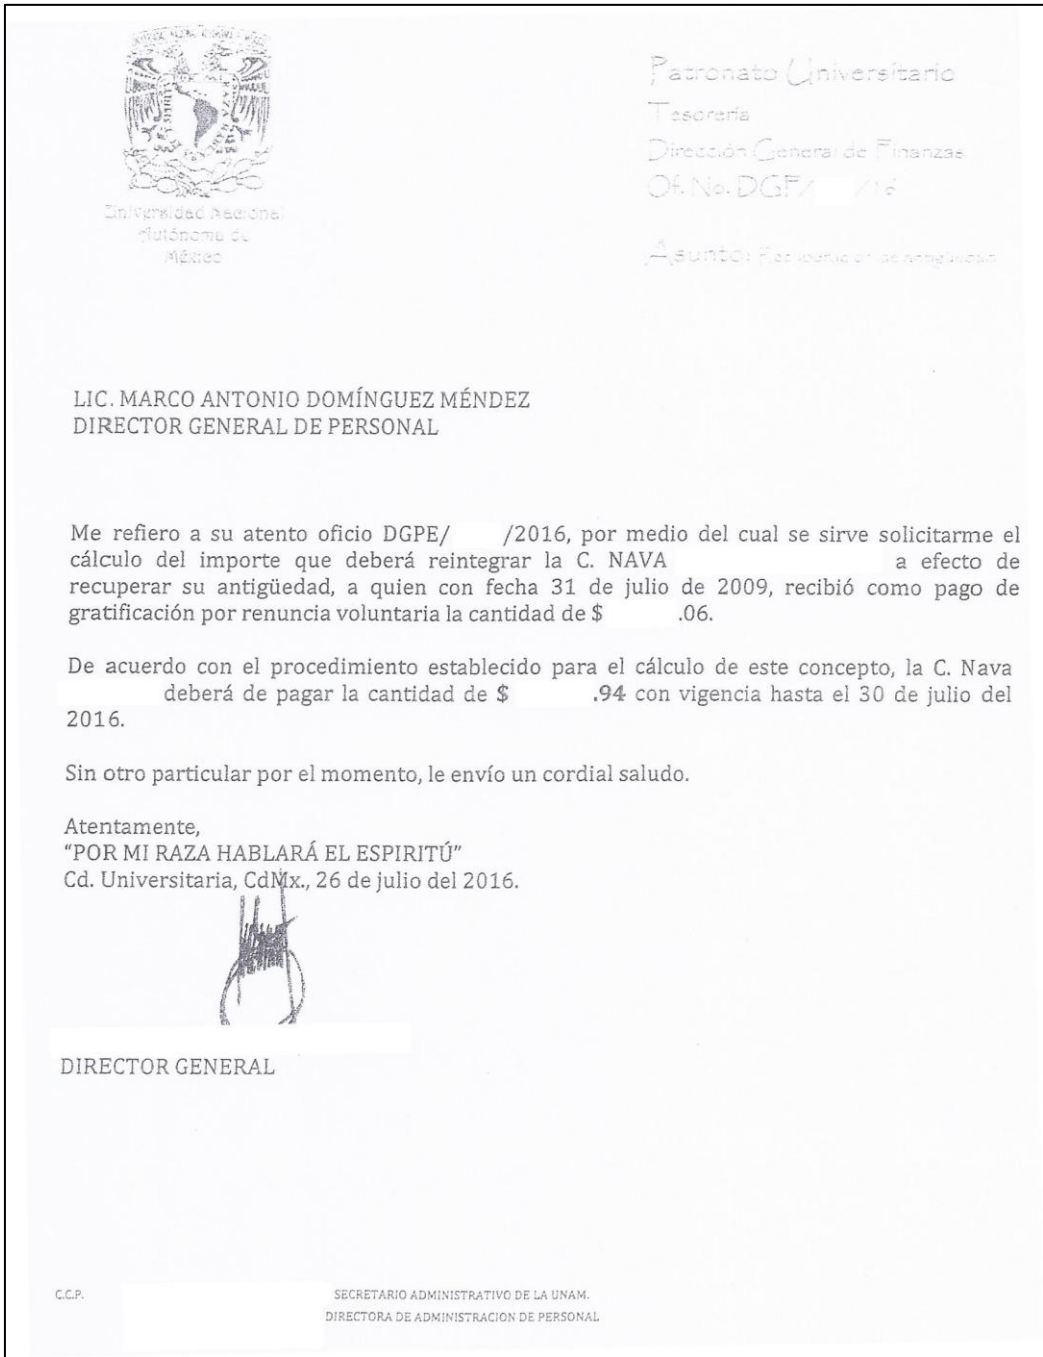 Universidad Nacional
Autónoma de
México
Patronato Universitario
Tesorería
Dirección General de Finanzas
Of. No. DGF/ /16
Asunto: Recuperación de Antigüedad
LIC. MARCO ANTONIO DOMÍNGUEZ MÉNDEZ
DIRECTOR GENERAL DE PERSONAL
Me refiero a su atento oficio DGPE/ /2016, por medio del cual se sirve solicitarme el
cálculo del importe que deberá reintegrar la C. NAVA a efecto de
recuperar su antigüedad, a quien con fecha 31 de julio de 2009, recibió como pago de
gratificación por renuncia voluntaria la cantidad de $ .06.
De acuerdo con el procedimiento establecido para el cálculo de este concepto, la C. Nava
deberá de pagar la cantidad de $ .94 con vigencia hasta el 30 de julio del
2016.
Sin otro particular por el momento, le envío un cordial saludo.
Atentamente,
“POR MI RAZA HABLARÁ EL ESPIRITÚ”
Cd. Universitaria, CdMx., 26 de julio del 2016.
DIRECTOR GENERAL
C.C.P. SECRETARIO ADMINISTRATIVO DE LA UNAM.
DIRECTORA DE ADMINISTRACION DE PERSONAL